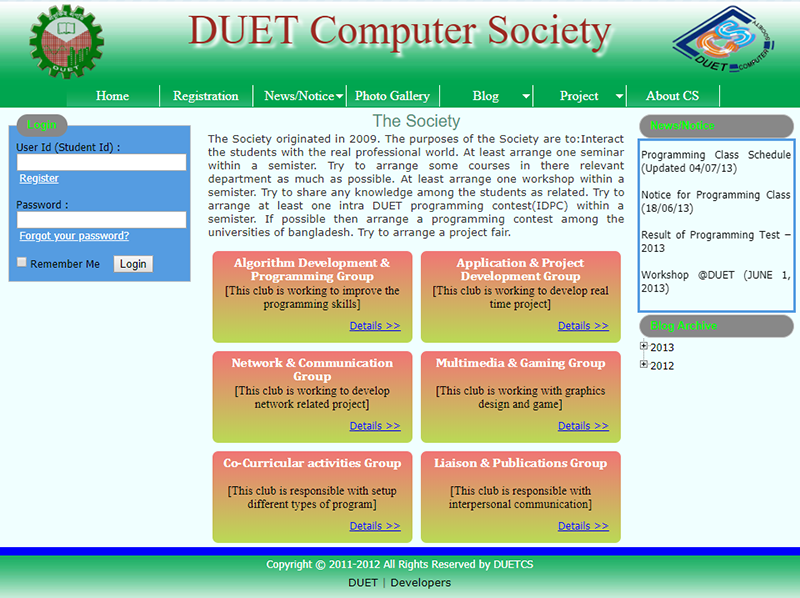 DUET Computer Society
DUET
DUET COMPUTER SOCIETY
Home
Registration
News/Notice
Photo Gallery
Blog
Project
About CS
Login
User Id (Student Id) :
Register
Password :
Forgot your password?
Remember Me
Login
The Society
The Society originated in 2009. The purposes of the Society are to:Interact
the students with the real professional world. At least arrange one seminar
within a semister. Try to arrange some courses in there relevant
department as much as possible. At least arrange one workshop within a
semister. Try to share any knowledge among the students as related. Try to
arrange at least one intra DUET programming contest(IDPC) within a
semister. If possible then arrange a programming contest among the
universities of bangladesh. Try to arrange a project fair.
Algorithm Development &
Programming Group
[This club is working to improve the
programming skills]
Details >>
Application & Project
Development Group
[This club is working to develop real
time project]
Details >>
Network & Communication
Group
[This club is working to develop
network related project]
Details >>
Multimedia & Gaming Group
[This club is working with graphics
design and game]
Details >>
Co-Curricular activities Group
[This club is responsible with setup
different types of program]
Details >>
Liaison & Publications Group
[This club is responsible with
interpersonal communication]
Details >>
News/Notice
Programming Class Schedule
(Updated 04/07/13)
Notice for Programming Class
(18/06/13)
Result of Programming Test –
2013
Workshop @DUET (JUNE 1,
2013)
Blog Archive
2013
2012
Copyright © 2011-2012 All Rights Reserved by DUETCS
DUET | Developers